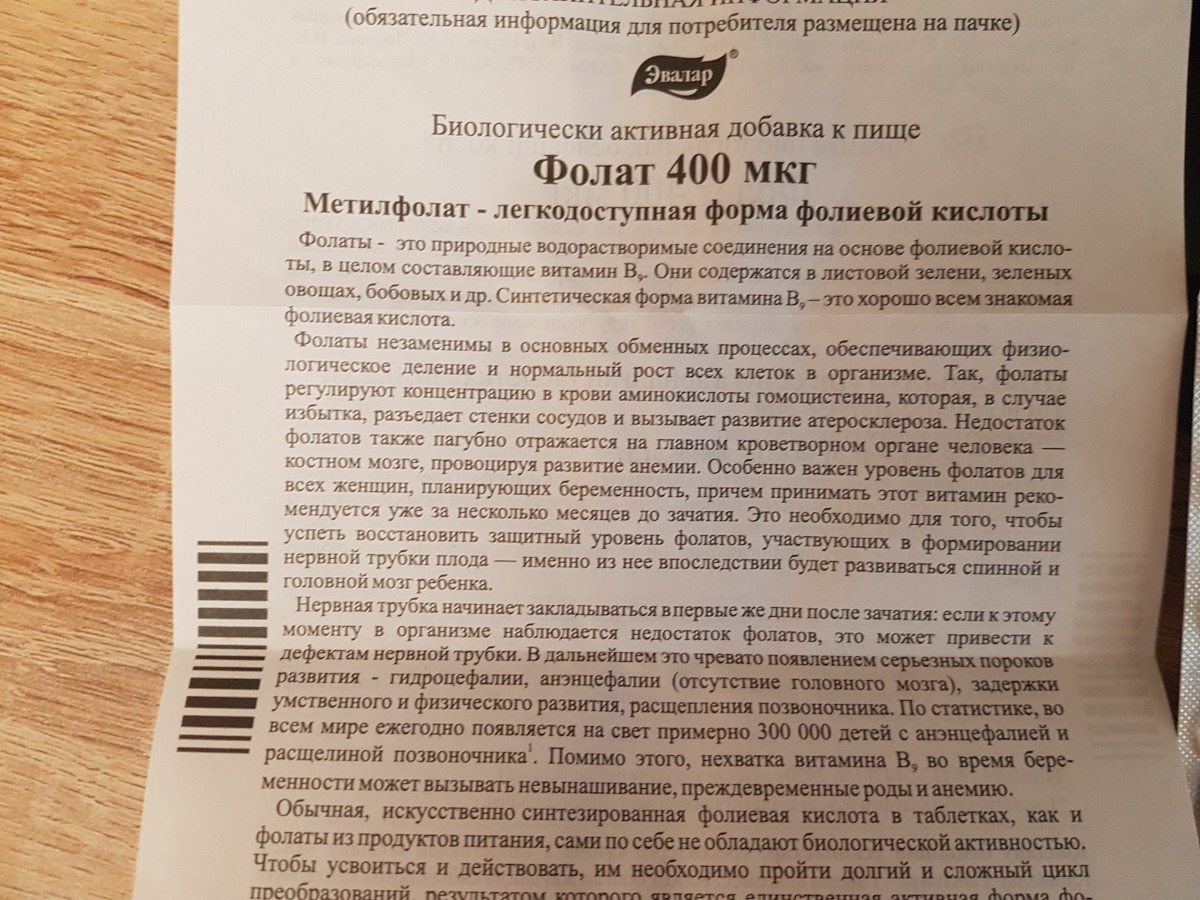 (обязательная информация для потребителя размещена на пачке)
Эвалар®
Биологически активная добавка к пище
Фолат 400 мкг
Метилфолат - легкодоступная форма фолиевой кислоты
Фолаты - это природные водорастворимые соединения на основе фолиевой кисло-
ты, в целом составляющие витамин В₉. Они содержатся в листовой зелени, зеленых
овощах, бобовых и др. Синтетическая форма витамина В₉ – это хорошо всем знакомая
фолиевая кислота.
Фолаты незаменимы в основных обменных процессах, обеспечивающих физио-
логическое деление и нормальный рост всех клеток в организме. Так, фолаты
регулируют концентрацию в крови аминокислоты гомоцистеина, которая, в случае
избытка, разъедает стенки сосудов и вызывает развитие атеросклероза. Недостаток
фолатов также пагубно отражается на главном кроветворном органе человека —
костном мозге, провоцируя развитие анемии. Особенно важен уровень фолатов для
всех женщин, планирующих беременность, причем принимать этот витамин реко-
мендуется уже за несколько месяцев до зачатия. Это необходимо для того, чтобы
успеть восстановить защитный уровень фолатов, участвующих в формировании
нервной трубки плода — именно из нее впоследствии будет развиваться спинной и
головной мозг ребенка.
Нервная трубка начинает закладываться в первые же дни после зачатия: если к этому
моменту в организме наблюдается недостаток фолатов, это может привести к
дефектам нервной трубки. В дальнейшем это чревато появлением серьезных пороков
развития - гидроцефалии, анэнцефалии (отсутствие головного мозга), задержки
умственного и физического развития, расщепления позвоночника. По статистике, во
всем мире ежегодно появляется на свет примерно 300 000 детей с анэнцефалией и
расщелиной позвоночника¹. Помимо этого, нехватка витамина В₉ во время бере-
менности может вызывать невынашивание, преждевременные роды и анемию.
Обычная, искусственно синтезированная фолиевая кислота в таблетках, как и
фолаты из продуктов питания, сами по себе не обладают биологической активностью.
Чтобы усвоиться и действовать, им необходимо пройти долгий и сложный цикл
преобразований, результатом которого является единственная активная форма фо-